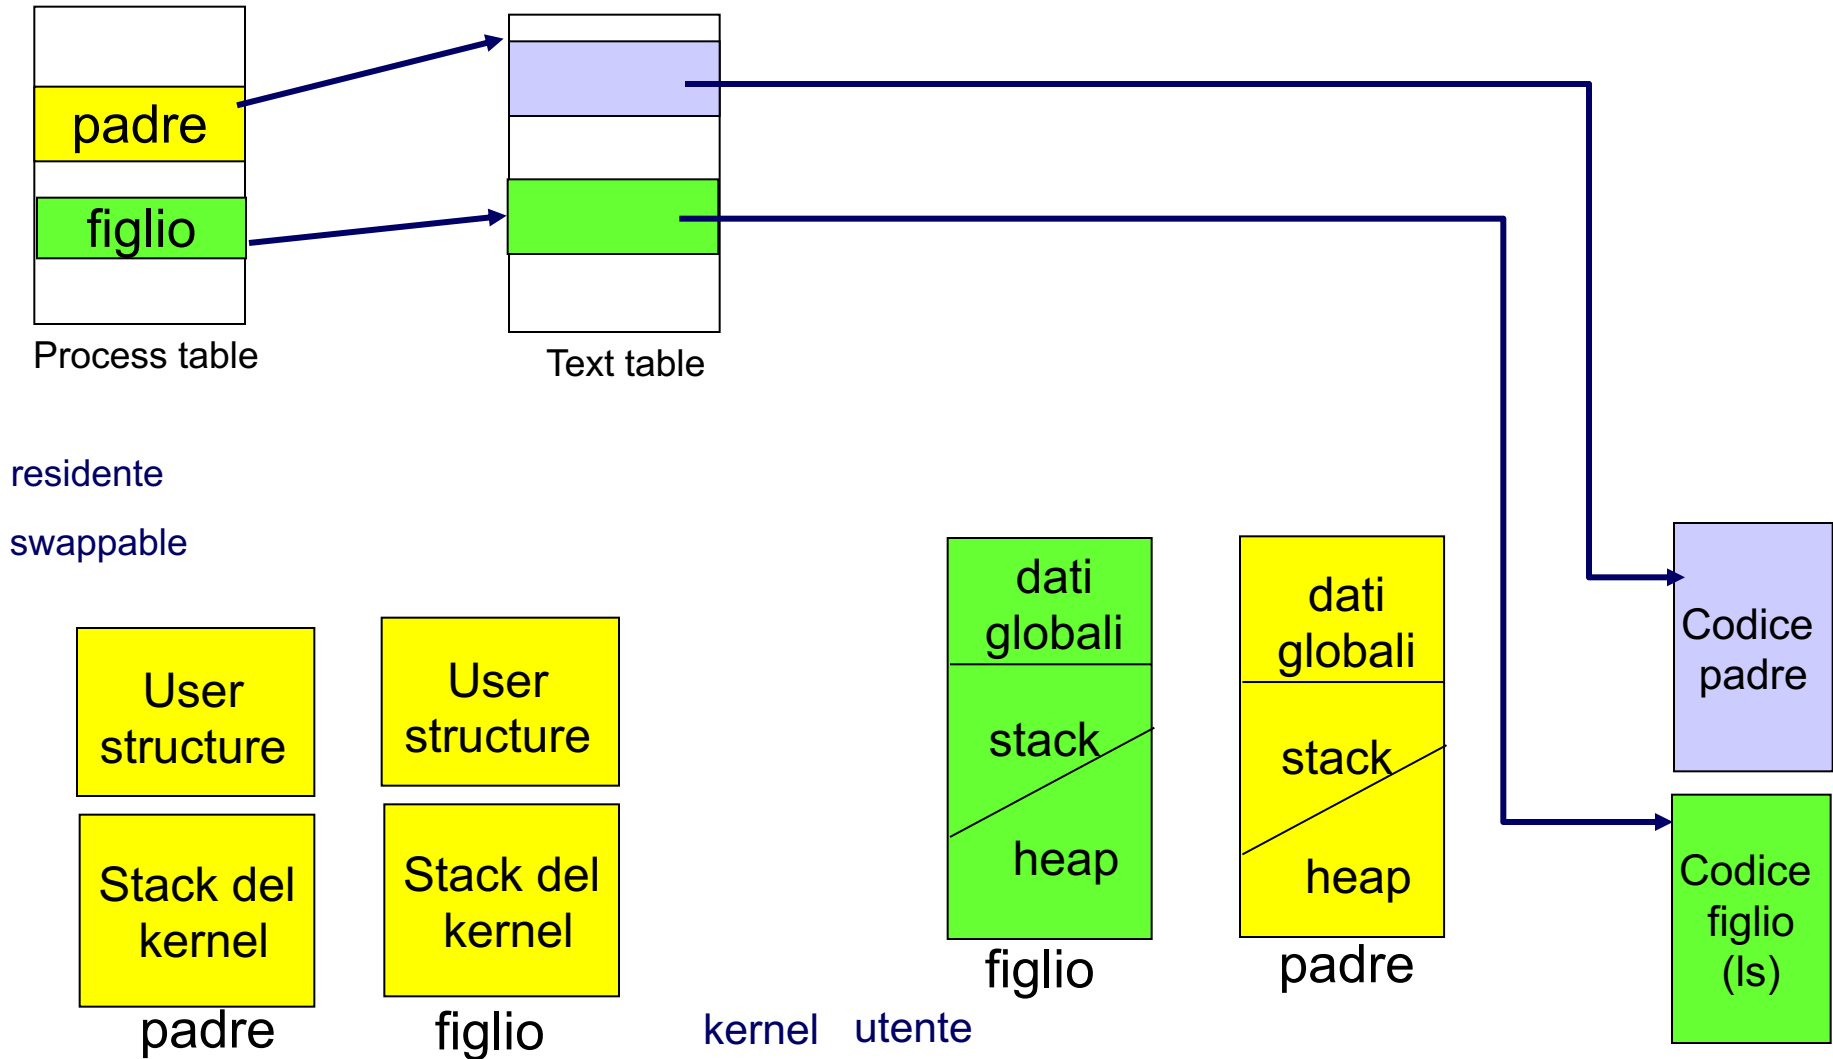 padre
figlio
Process table
Text table
residente
swappable
User
structure
Stack del
kernel
padre
User
structure
Stack del
kernel
figlio
kernel
utente
dati
globali
stack
heap
figlio
dati
globali
stack
heap
padre
Codice
padre
Codice
figlio
(ls)